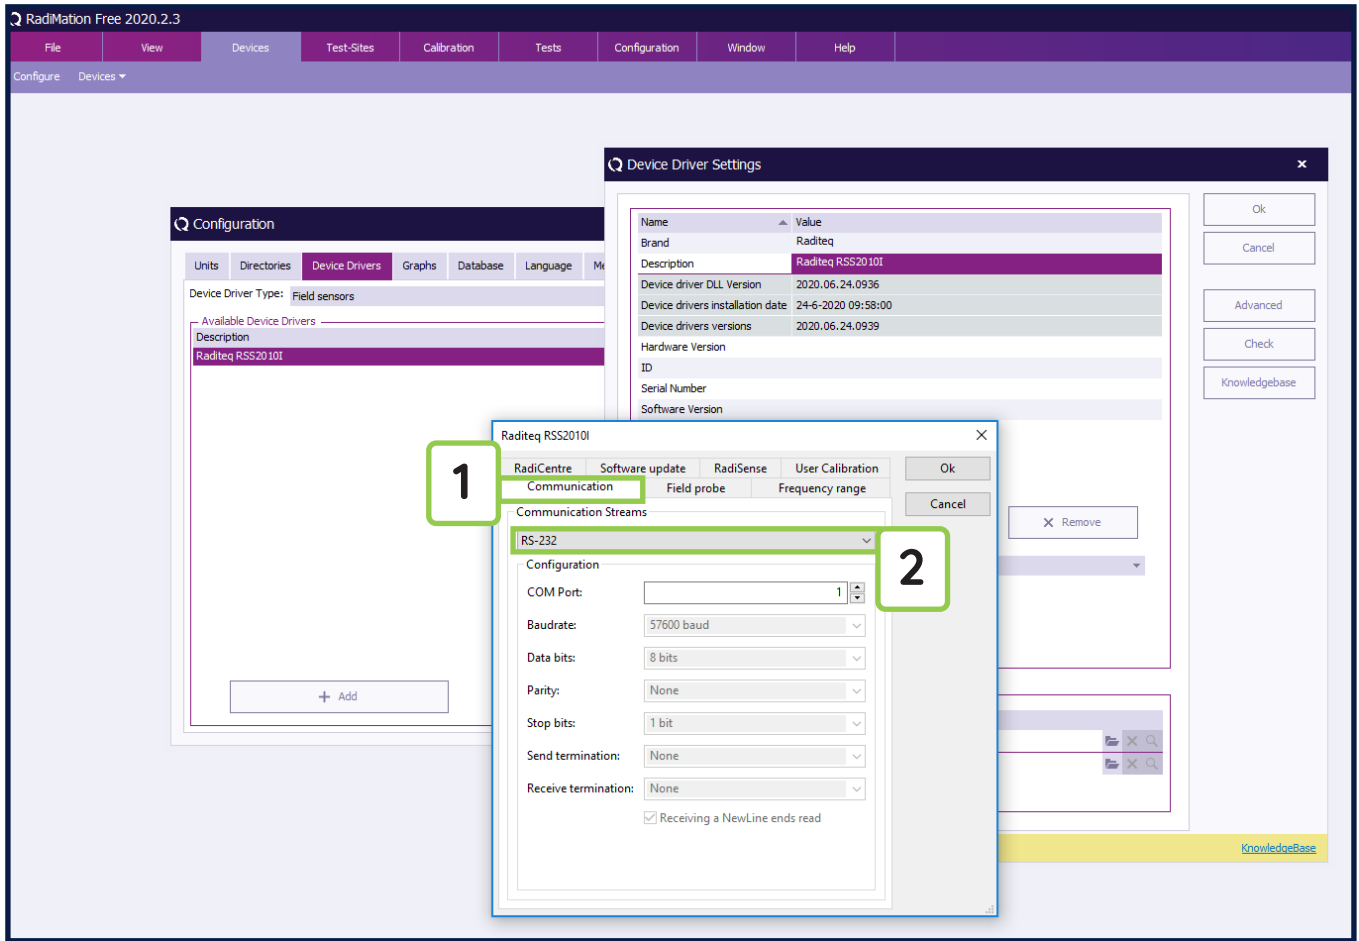 RadiMation Free 2020.2.3
File View Devices Test-Sites Calibration Tests Configuration Window Help
Configure Devices
Device Driver Settings
Ok
Cancel
Advanced
Check
Knowledgebase
Name Value
Brand Raditeq
Description Raditeq RSS2010I
Device driver DLL Version 2020.06.24.0936
Device drivers installation date 24-6-2020 09:58:00
Device drivers versions 2020.06.24.0939
Hardware Version
ID
Serial Number
Software Version
Remove
KnowledgeBase
Configuration
Units Directories Device Drivers Graphs Database Language Me
Device Driver Type: Field sensors
Available Device Drivers
Description
Raditeq RSS2010I
+ Add
Raditeq RSS2010I
RadiCentre Software update RadiSense User Calibration
Communication Field probe Frequency range
Ok
Cancel
1
Communication Streams
RS-232
2
Configuration
COM Port: 1
Baudrate: 57600 baud
Data bits: 8 bits
Parity: None
Stop bits: 1 bit
Send termination: None
Receive termination: None
Receiving a NewLine ends read